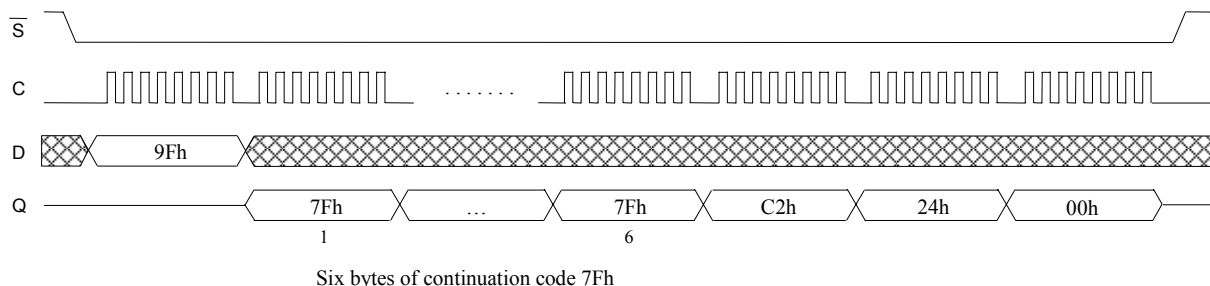 S
C
.......
D 9Fh
Q 7Fh ... 7Fh C2h 24h 00h
1 6
Six bytes of continuation code 7Fh